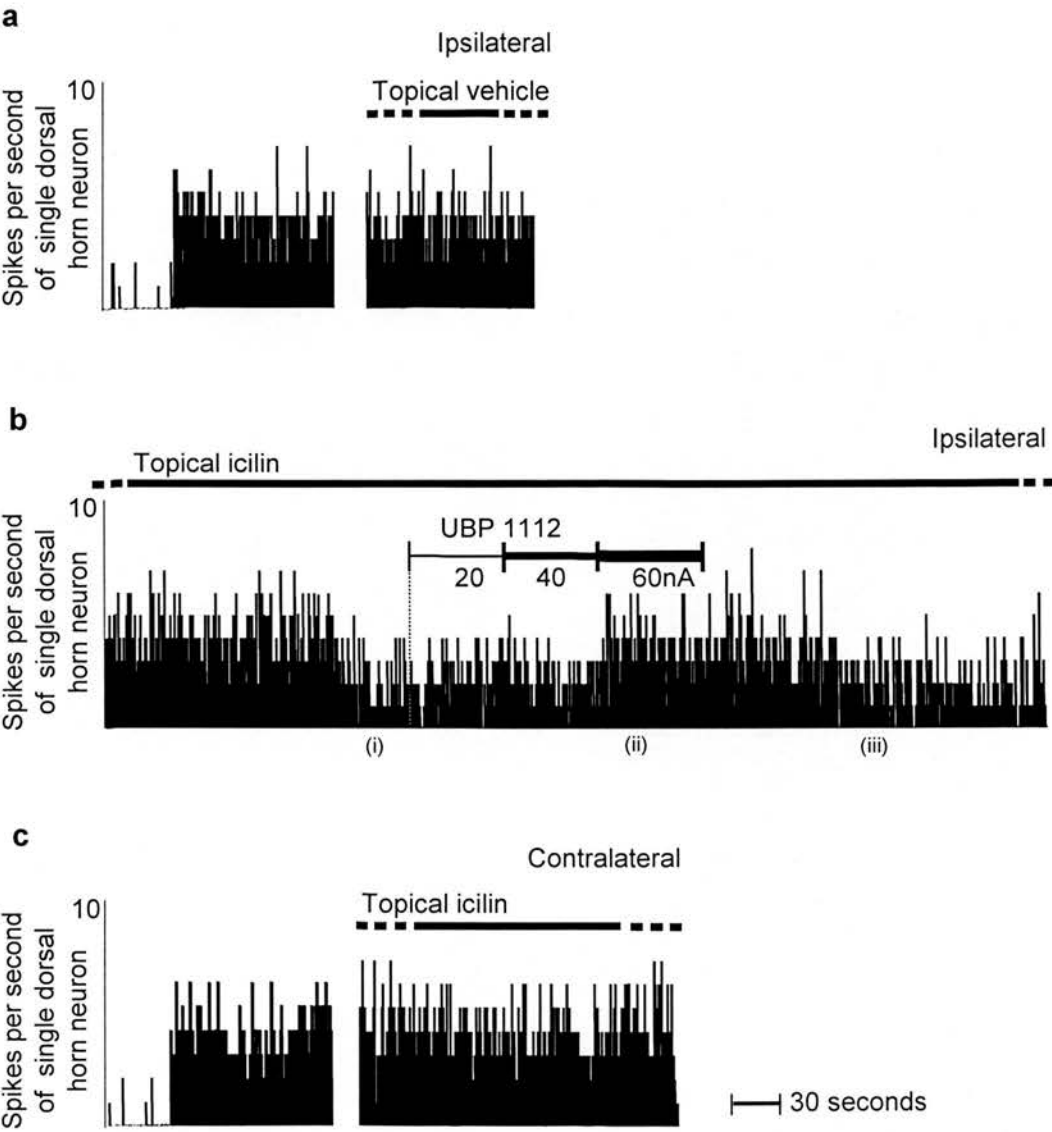 a
Ipsilateral
Topical vehicle
10
Spikes per second
of single dorsal
horn neuron
b
Ipsilateral
Topical icilin
10
UBP 1112
20 40 60nA
Spikes per second
of single dorsal
horn neuron
(i) (ii) (iii)
c
Contralateral
Topical icilin
10
Spikes per second
of single dorsal
horn neuron
30 seconds